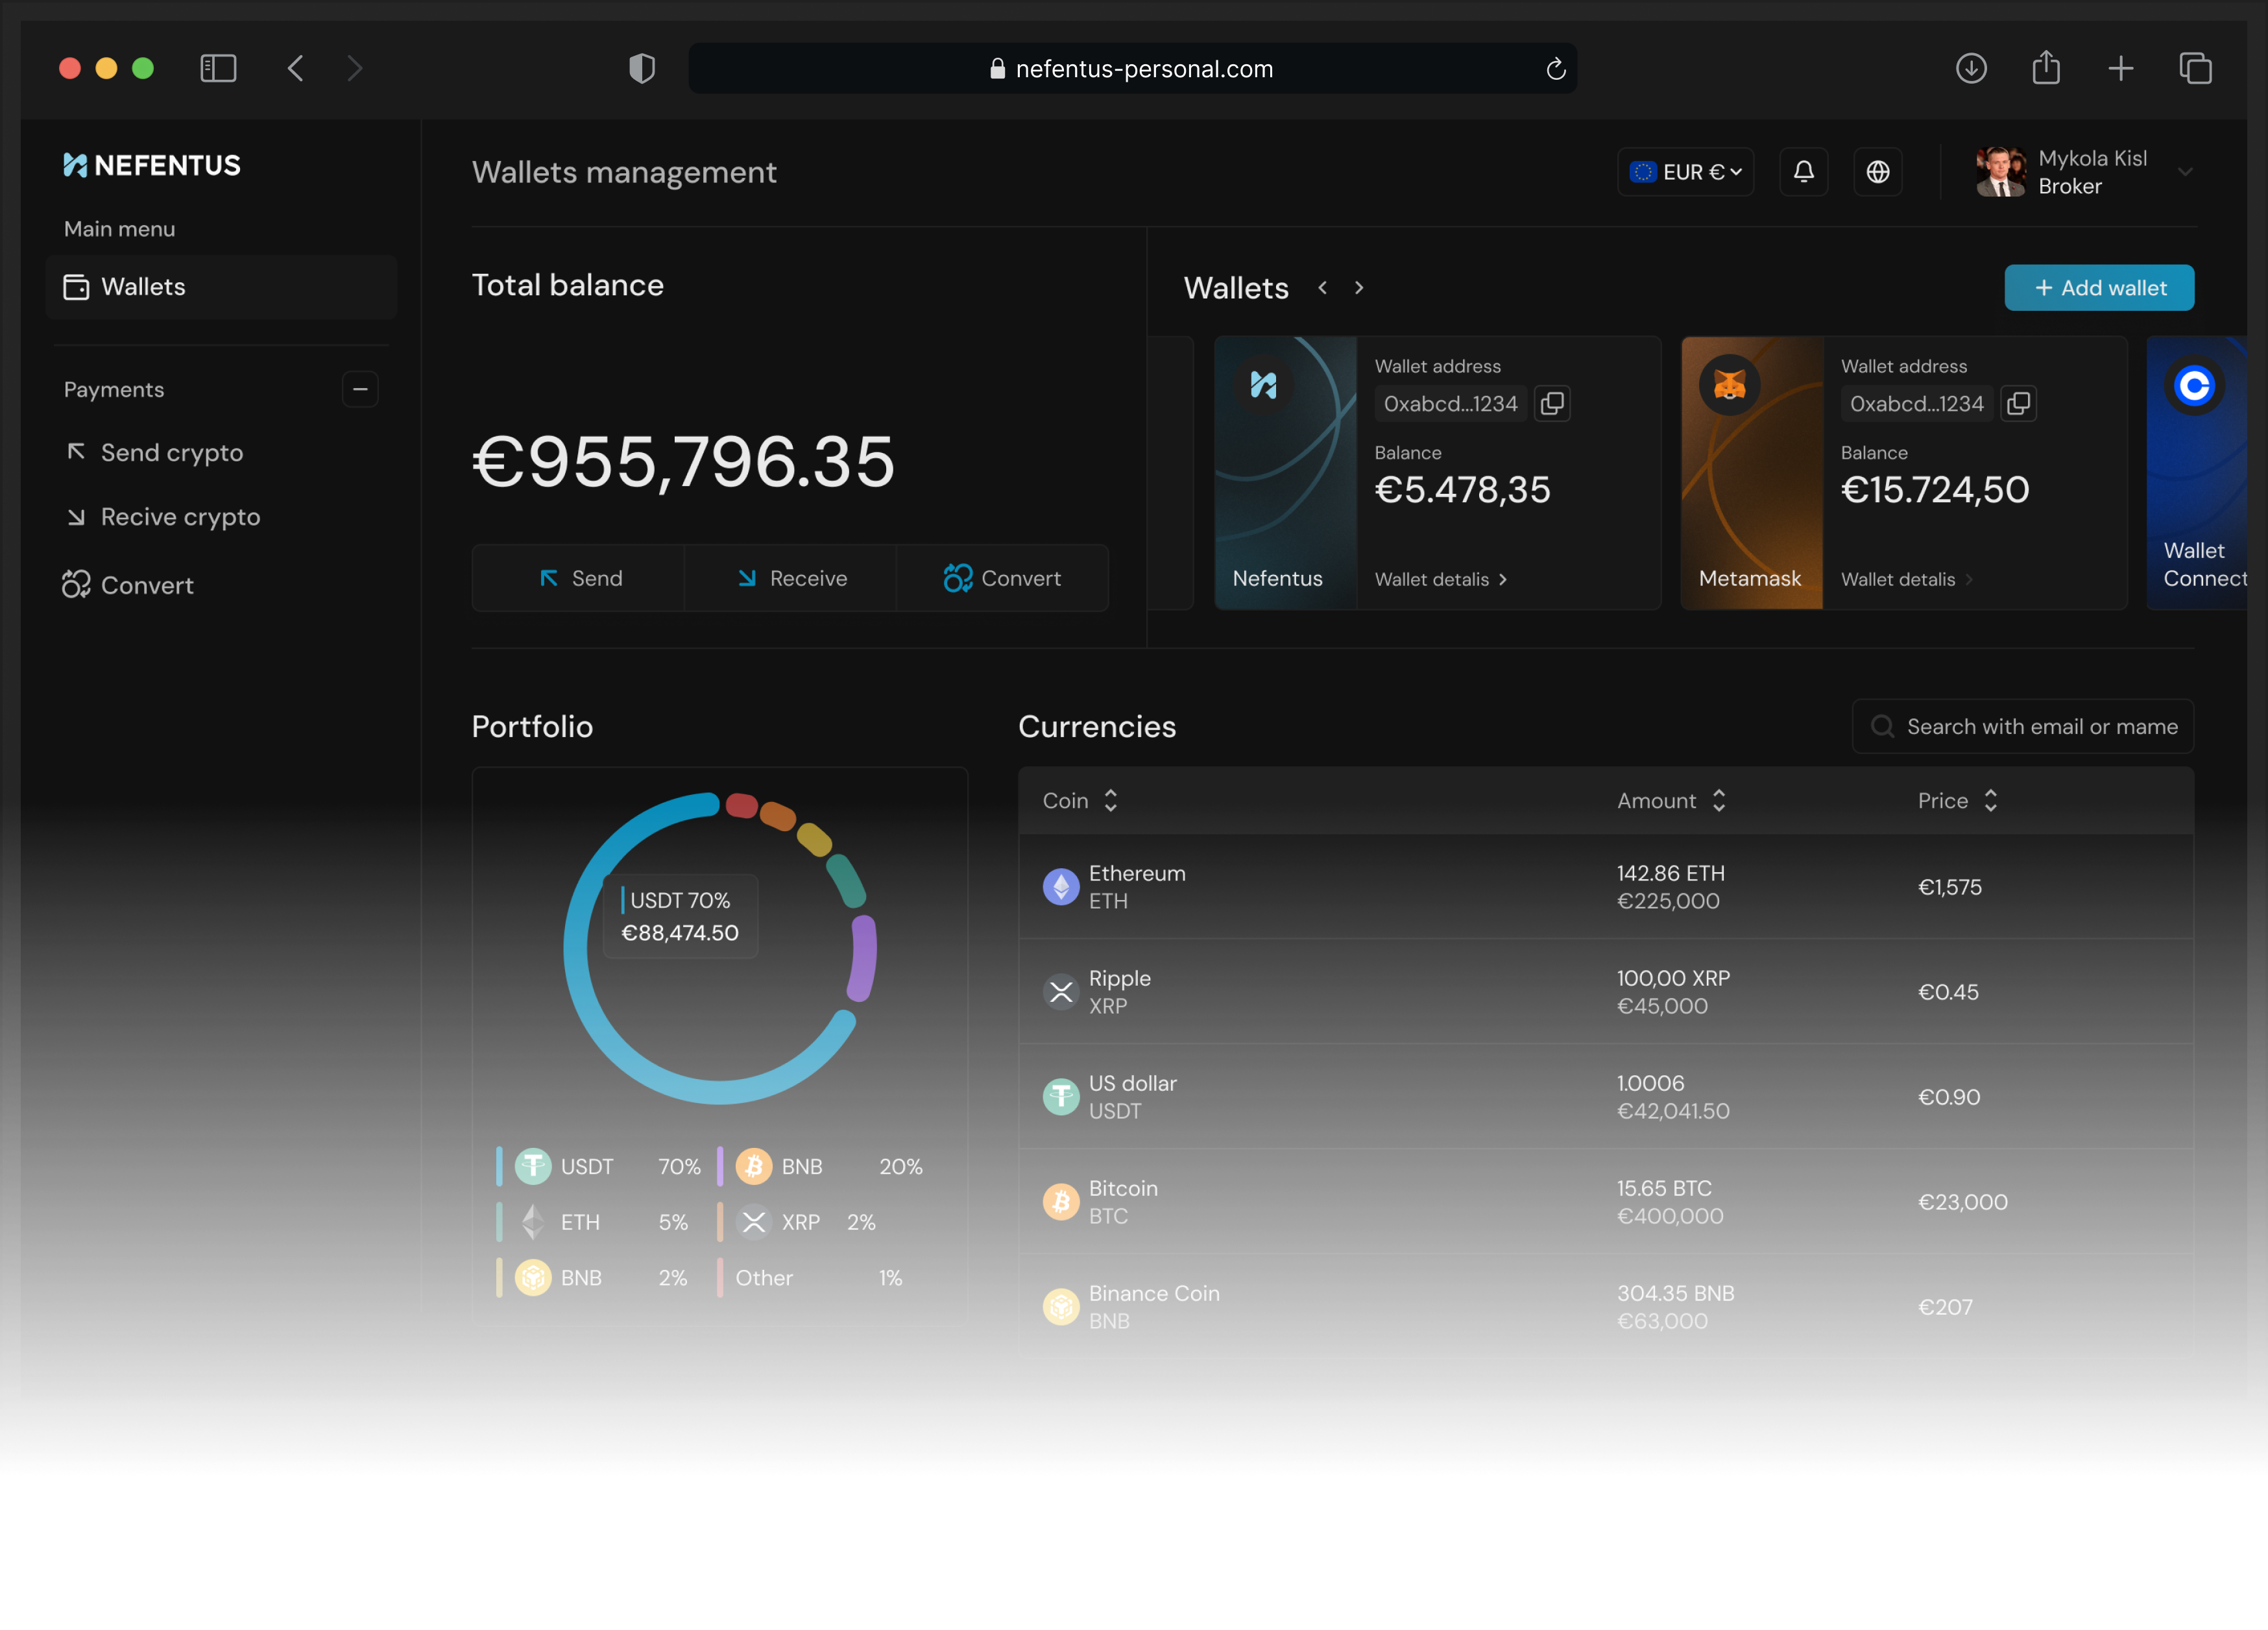 nefentus-personal.com
NEFENTUS
Main menu
Wallets
Payments
Send crypto
Recive crypto
Convert
Wallets management
EUR €
Mykola Kisl
Broker
Total balance
€955,796.35
Send
Receive
Convert
Wallets
+ Add wallet
Nefentus
Wallet address
0xabcd...1234
Balance
€5.478,35
Wallet detalis
Metamask
Wallet address
0xabcd...1234
Balance
€15.724,50
Wallet detalis
Wallet
Connect
Portfolio
USDT 70%
€88,474.50
USDT 70%
BNB 20%
ETH 5%
XRP 2%
BNB 2%
Other 1%
Currencies
Search with email or mame
Coin Amount Price
Ethereum
ETH
142.86 ETH
€225,000
€1,575
Ripple
XRP
100,00 XRP
€45,000
€0.45
US dollar
USDT
1.0006
€42,041.50
€0.90
Bitcoin
BTC
15.65 BTC
€400,000
€23,000
Binance Coin
BNB
304.35 BNB
€63,000
€207